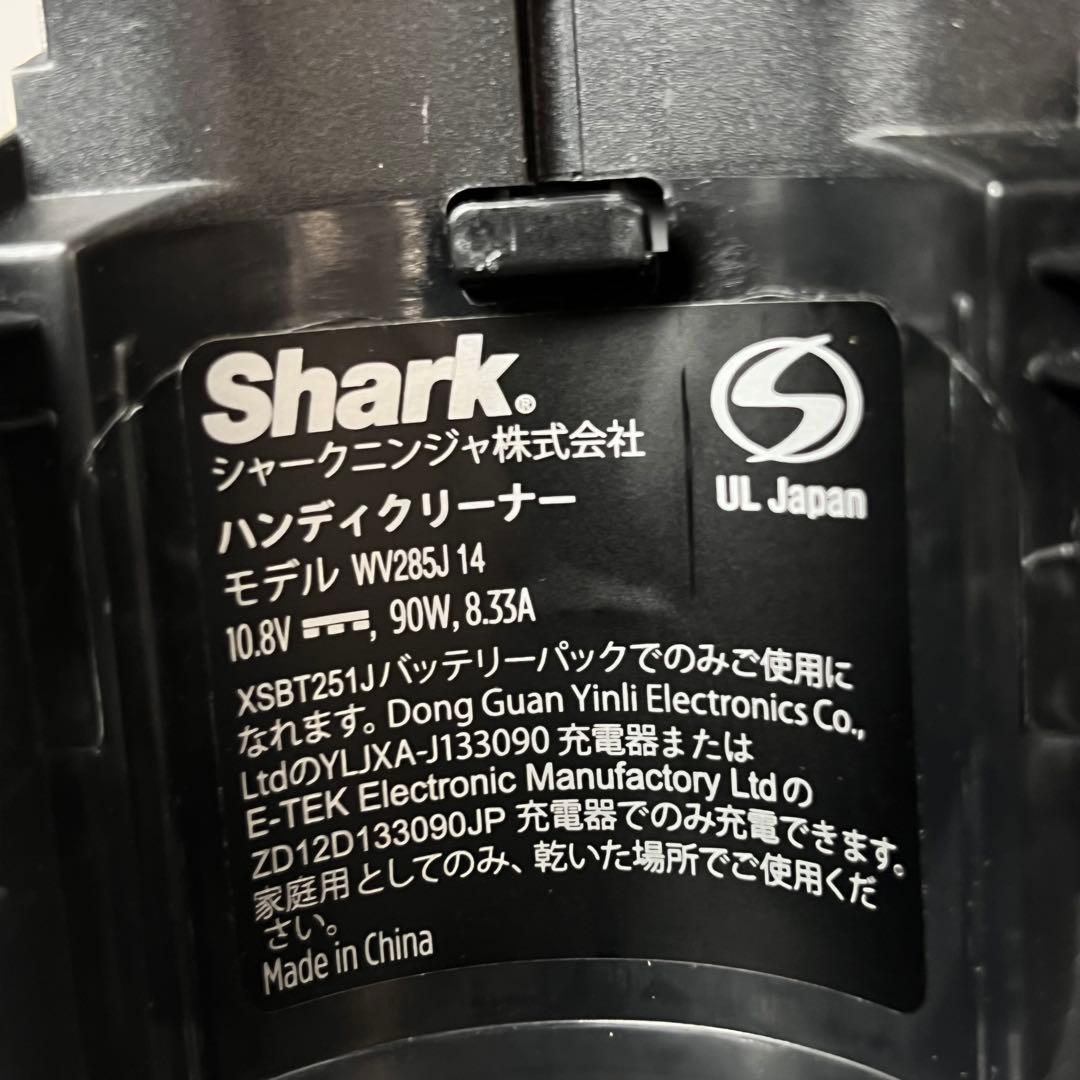 Shark®
シャークニンジャ株式会社
ハンディクリーナー
モデル WV285J 14
10.8V ⎓, 90W, 8.33A
XSBT251Jバッテリーパックでのみご使用に
なれます。Dong Guan Yinli Electronics Co.,
LtdのYLJXA-J133090 充電器または
E-TEK Electronic Manufactory Ltdの
ZD12D133090JP 充電器でのみ充電できます。
家庭用としてのみ、乾いた場所でご使用くだ
さい。
Made in China
S
UL Japan